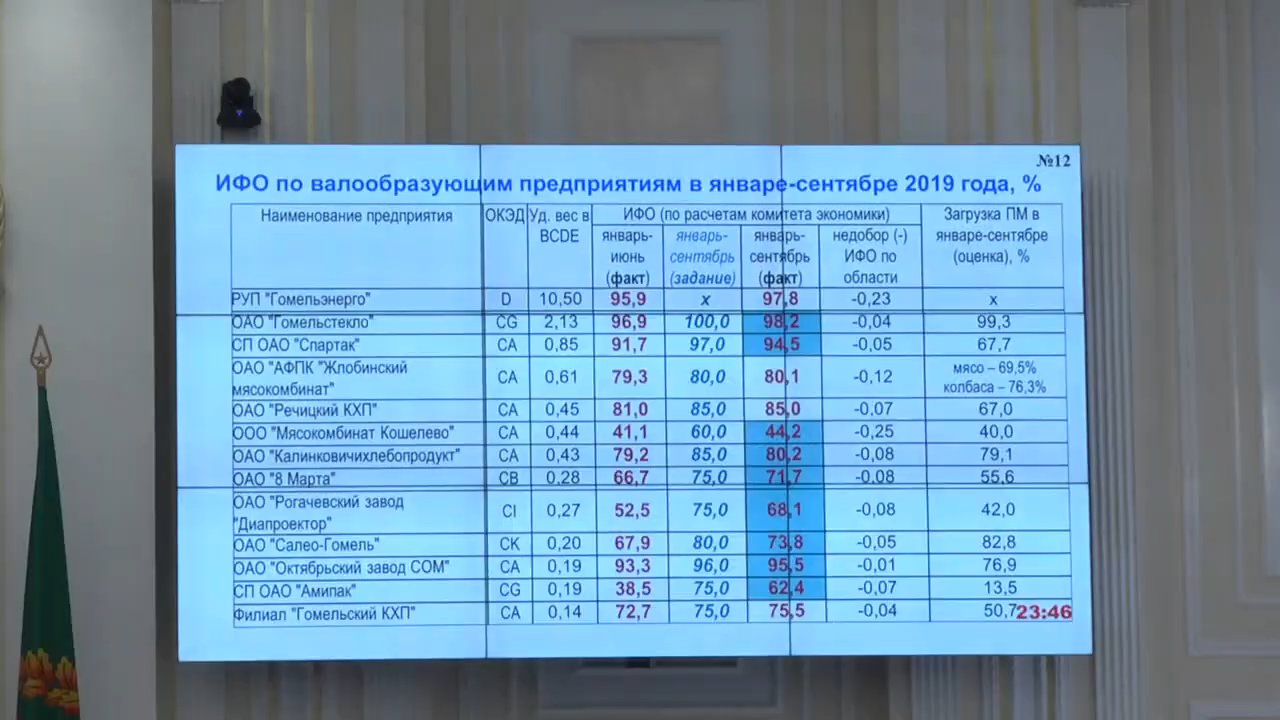 №12
ИФО по валообразующим предприятиям в январе-сентябре 2019 года, %
Наименование предприятия ОКЭД Уд. вес в BCDE ИФО (по расчетам комитета экономики) Загрузка ПМ в январе-сентябре (оценка), %
январь-июнь (факт) январь-сентябрь (задание) январь-сентябрь (факт) недобор (-) ИФО по области
РУП "Гомельэнерго" D 10,50 95,9 x 97,8 -0,23 x
ОАО "Гомельстекло" CG 2,13 96,9 100,0 98,2 -0,04 99,3
СП ОАО "Спартак" CA 0,85 91,7 97,0 94,5 -0,05 67,7
ОАО "АФПК "Жлобинский
мясокомбинат" CA 0,61 79,3 80,0 80,1 -0,12 мясо – 69,5%
колбаса – 76,3%
ОАО "Речицкий КХП" CA 0,45 81,0 85,0 85,0 -0,07 67,0
ООО "Мясокомбинат Кошелево" CA 0,44 41,1 60,0 44,2 -0,25 40,0
ОАО "Калинковичихлебопродукт" CA 0,43 79,2 85,0 80,2 -0,08 79,1
ОАО "8 Марта" CB 0,28 66,7 75,0 71,7 -0,08 55,6
ОАО "Рогачевский завод
"Диапроектор" CI 0,27 52,5 75,0 68,1 -0,08 42,0
ОАО "Салео-Гомель" CK 0,20 67,9 80,0 73,8 -0,05 82,8
ОАО "Октябрьский завод СОМ" CA 0,19 93,3 96,0 95,5 -0,01 76,9
СП ОАО "Амипак" CG 0,19 38,5 75,0 62,4 -0,07 13,5
Филиал "Гомельский КХП" CA 0,14 72,7 75,0 75,5 -0,04 50,7
23:46